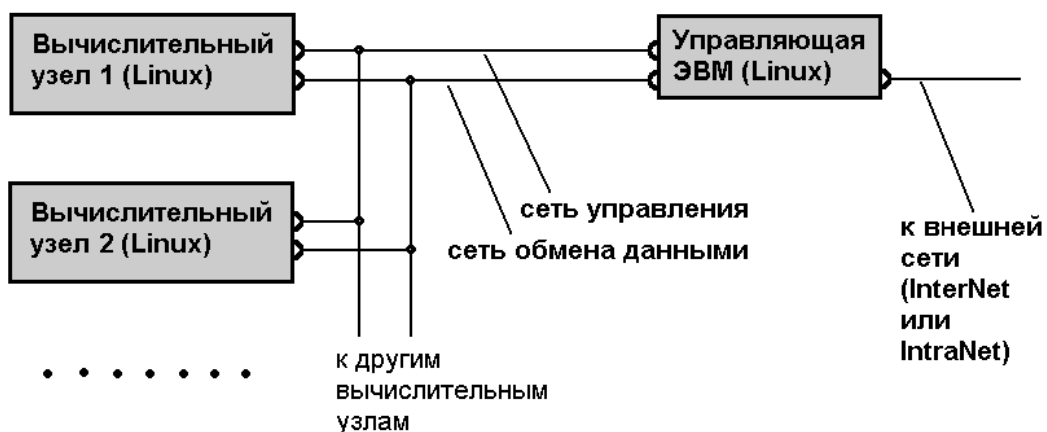 Вычислительный
узел 1 (Linux)
Управляющая
ЭВМ (Linux)
Вычислительный
узел 2 (Linux)
сеть управления
сеть обмена данными
к внешней
сети
(InterNet
или
IntraNet)
к другим
вычислительным
узлам